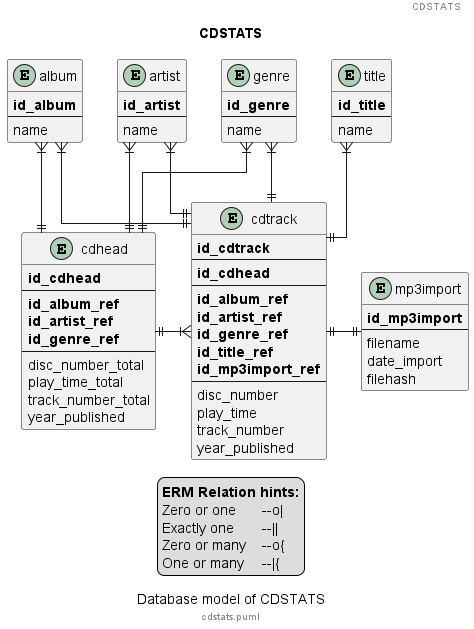 CDSTATS
CDSTATS
E album
id_album
name
E artist
id_artist
name
E genre
id_genre
name
E title
id_title
name
E cdhead
id_cdhead
id_album_ref
id_artist_ref
id_genre_ref
disc_number_total
play_time_total
track_number_total
year_published
E cdtrack
id_cdtrack
id_cdhead
id_album_ref
id_artist_ref
id_genre_ref
id_title_ref
id_mp3import_ref
disc_number
play_time
track_number
year_published
E mp3import
id_mp3import
filename
date_import
filehash
ERM Relation hints:
Zero or one --o|
Exactly one --||
Zero or many --o{
One or many --|{
Database model of CDSTATS
cdstats.puml